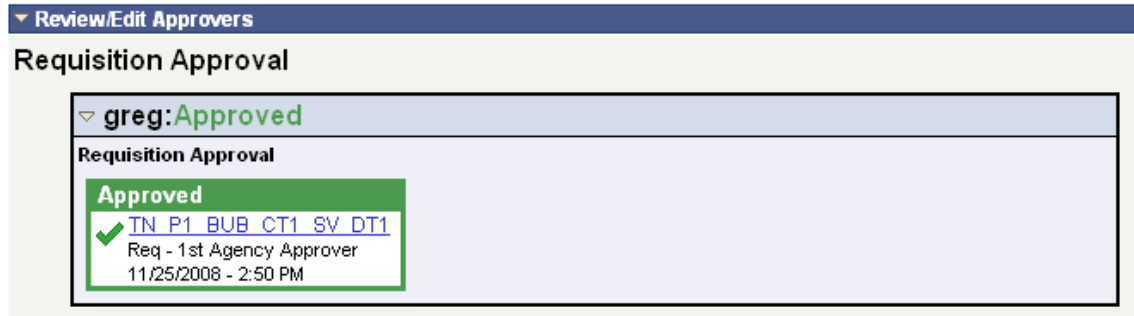 Review/Edit Approvers
Requisition Approval
greg:Approved
Requisition Approval
Approved
TN_P1_BUB_CT1_SV_DT1
Req - 1st Agency Approver
11/25/2008 - 2:50 PM